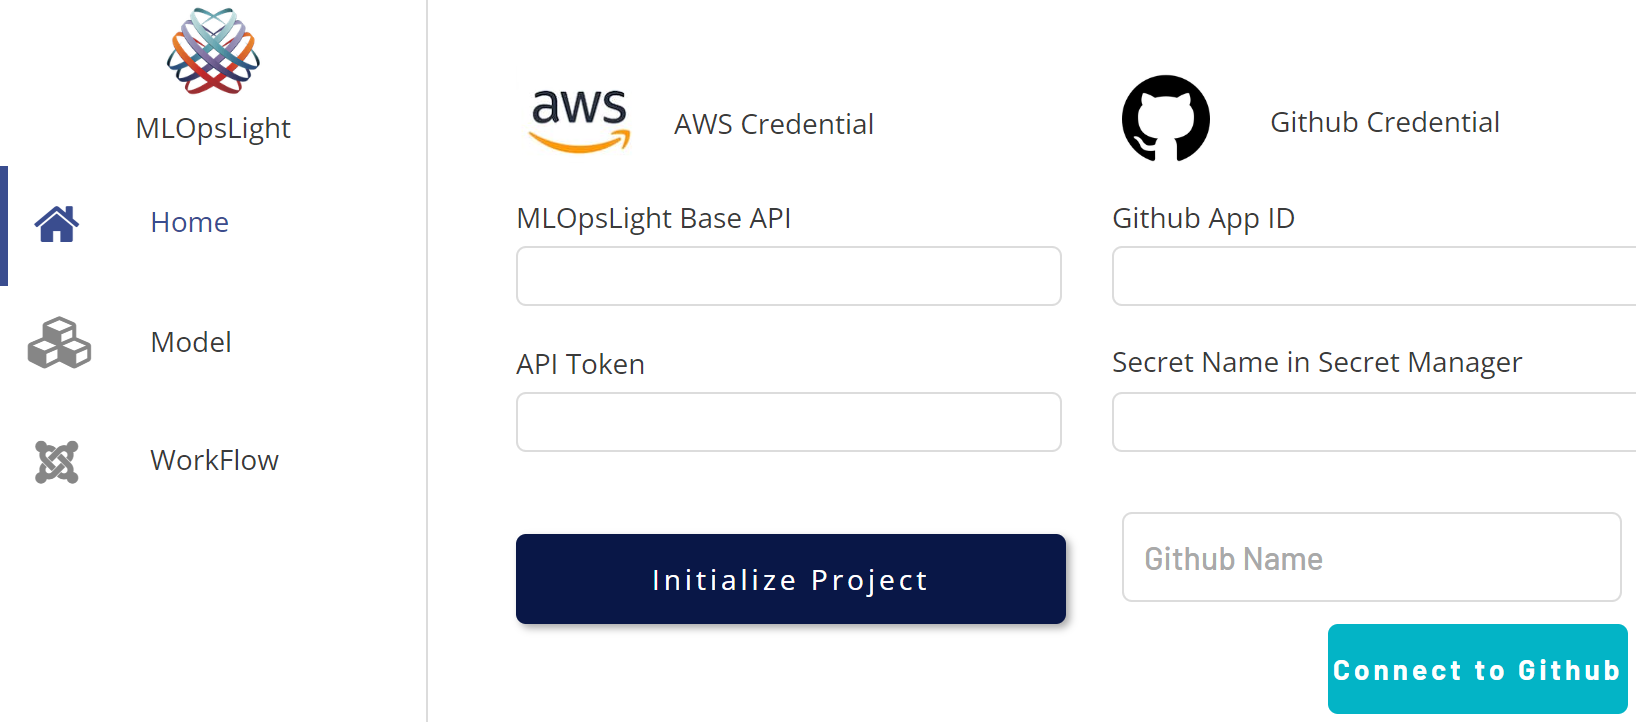 MLOpsLight
Home
Model
WorkFlow
aws
AWS Credential
MLOpsLight Base API
API Token
Initialize Project
Github Credential
Github App ID
Secret Name in Secret Manager
Github Name
Connect to Github